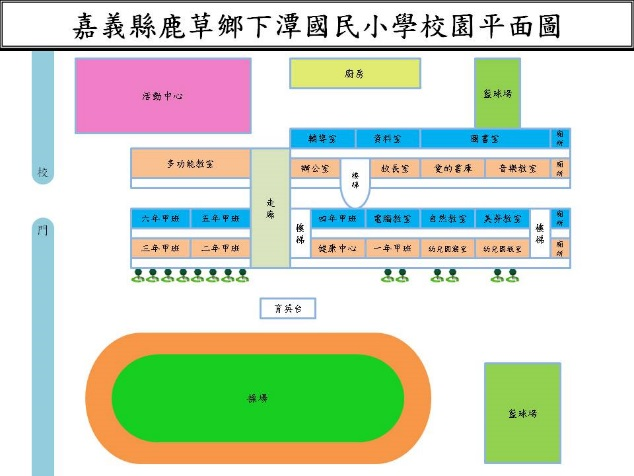 嘉義縣鹿草鄉下潭國民小學校園平面圖
活動中心
廚房
籃球場
輔導室 資料室 圖書室 廁所
校
多功能教室 辦公室 樓梯 校長室 愛的書庫 音樂教室 廁所
走廊
門
六年甲班 五年甲班 樓梯 四年甲班 電腦教室 自然教室 美勞教室 樓梯 廁所
三年甲班 二年甲班 健康中心 一年甲班 幼兒園寢室 幼兒園教室 廁所
育英台
操場
籃球場